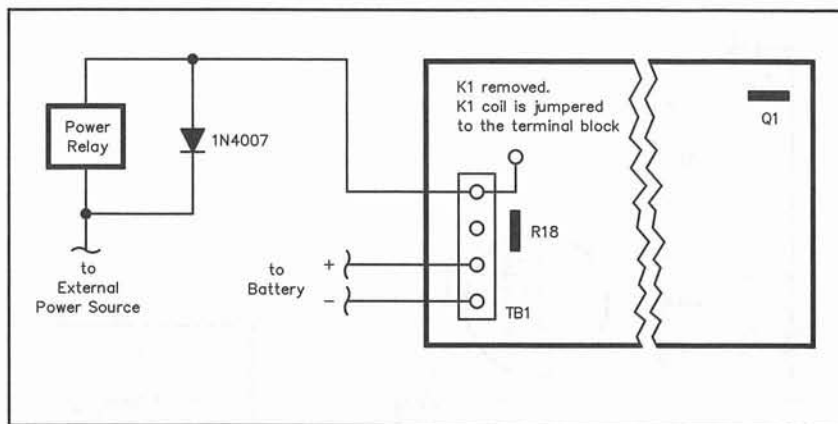 K1 removed.
K1 coil is jumpered
to the terminal block
Q1
Power
Relay
1N4007
R18
to
External
Power Source
to
Battery
+
–
TB1